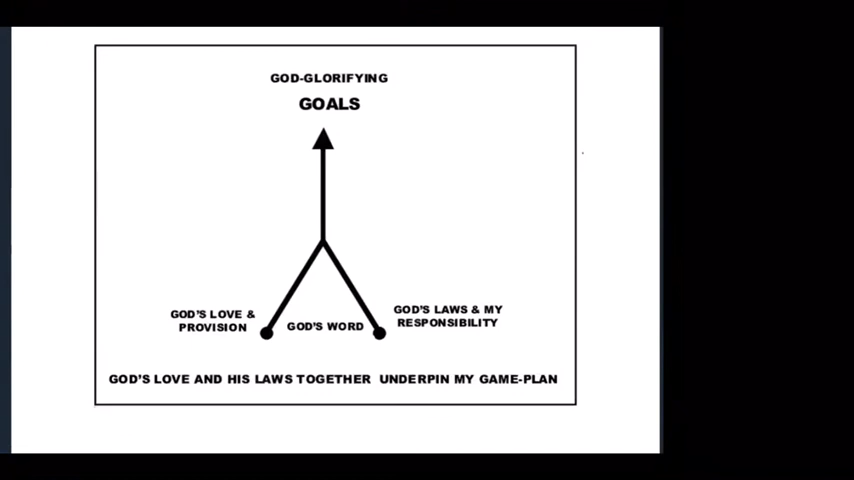 GOD-GLORIFYING
GOALS
GOD'S LOVE &
PROVISION
GOD'S WORD
GOD'S LAWS & MY
RESPONSIBILITY
GOD'S LOVE AND HIS LAWS TOGETHER UNDERPIN MY GAME-PLAN